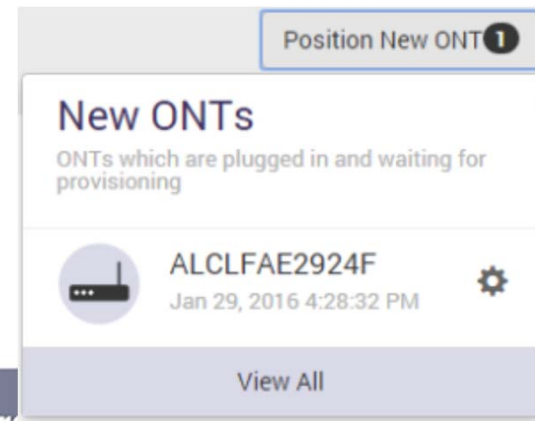 Position New ONT 1
New ONTs
ONTs which are plugged in and waiting for
provisioning
ALCLFAE2924F
Jan 29, 2016 4:28:32 PM
View All